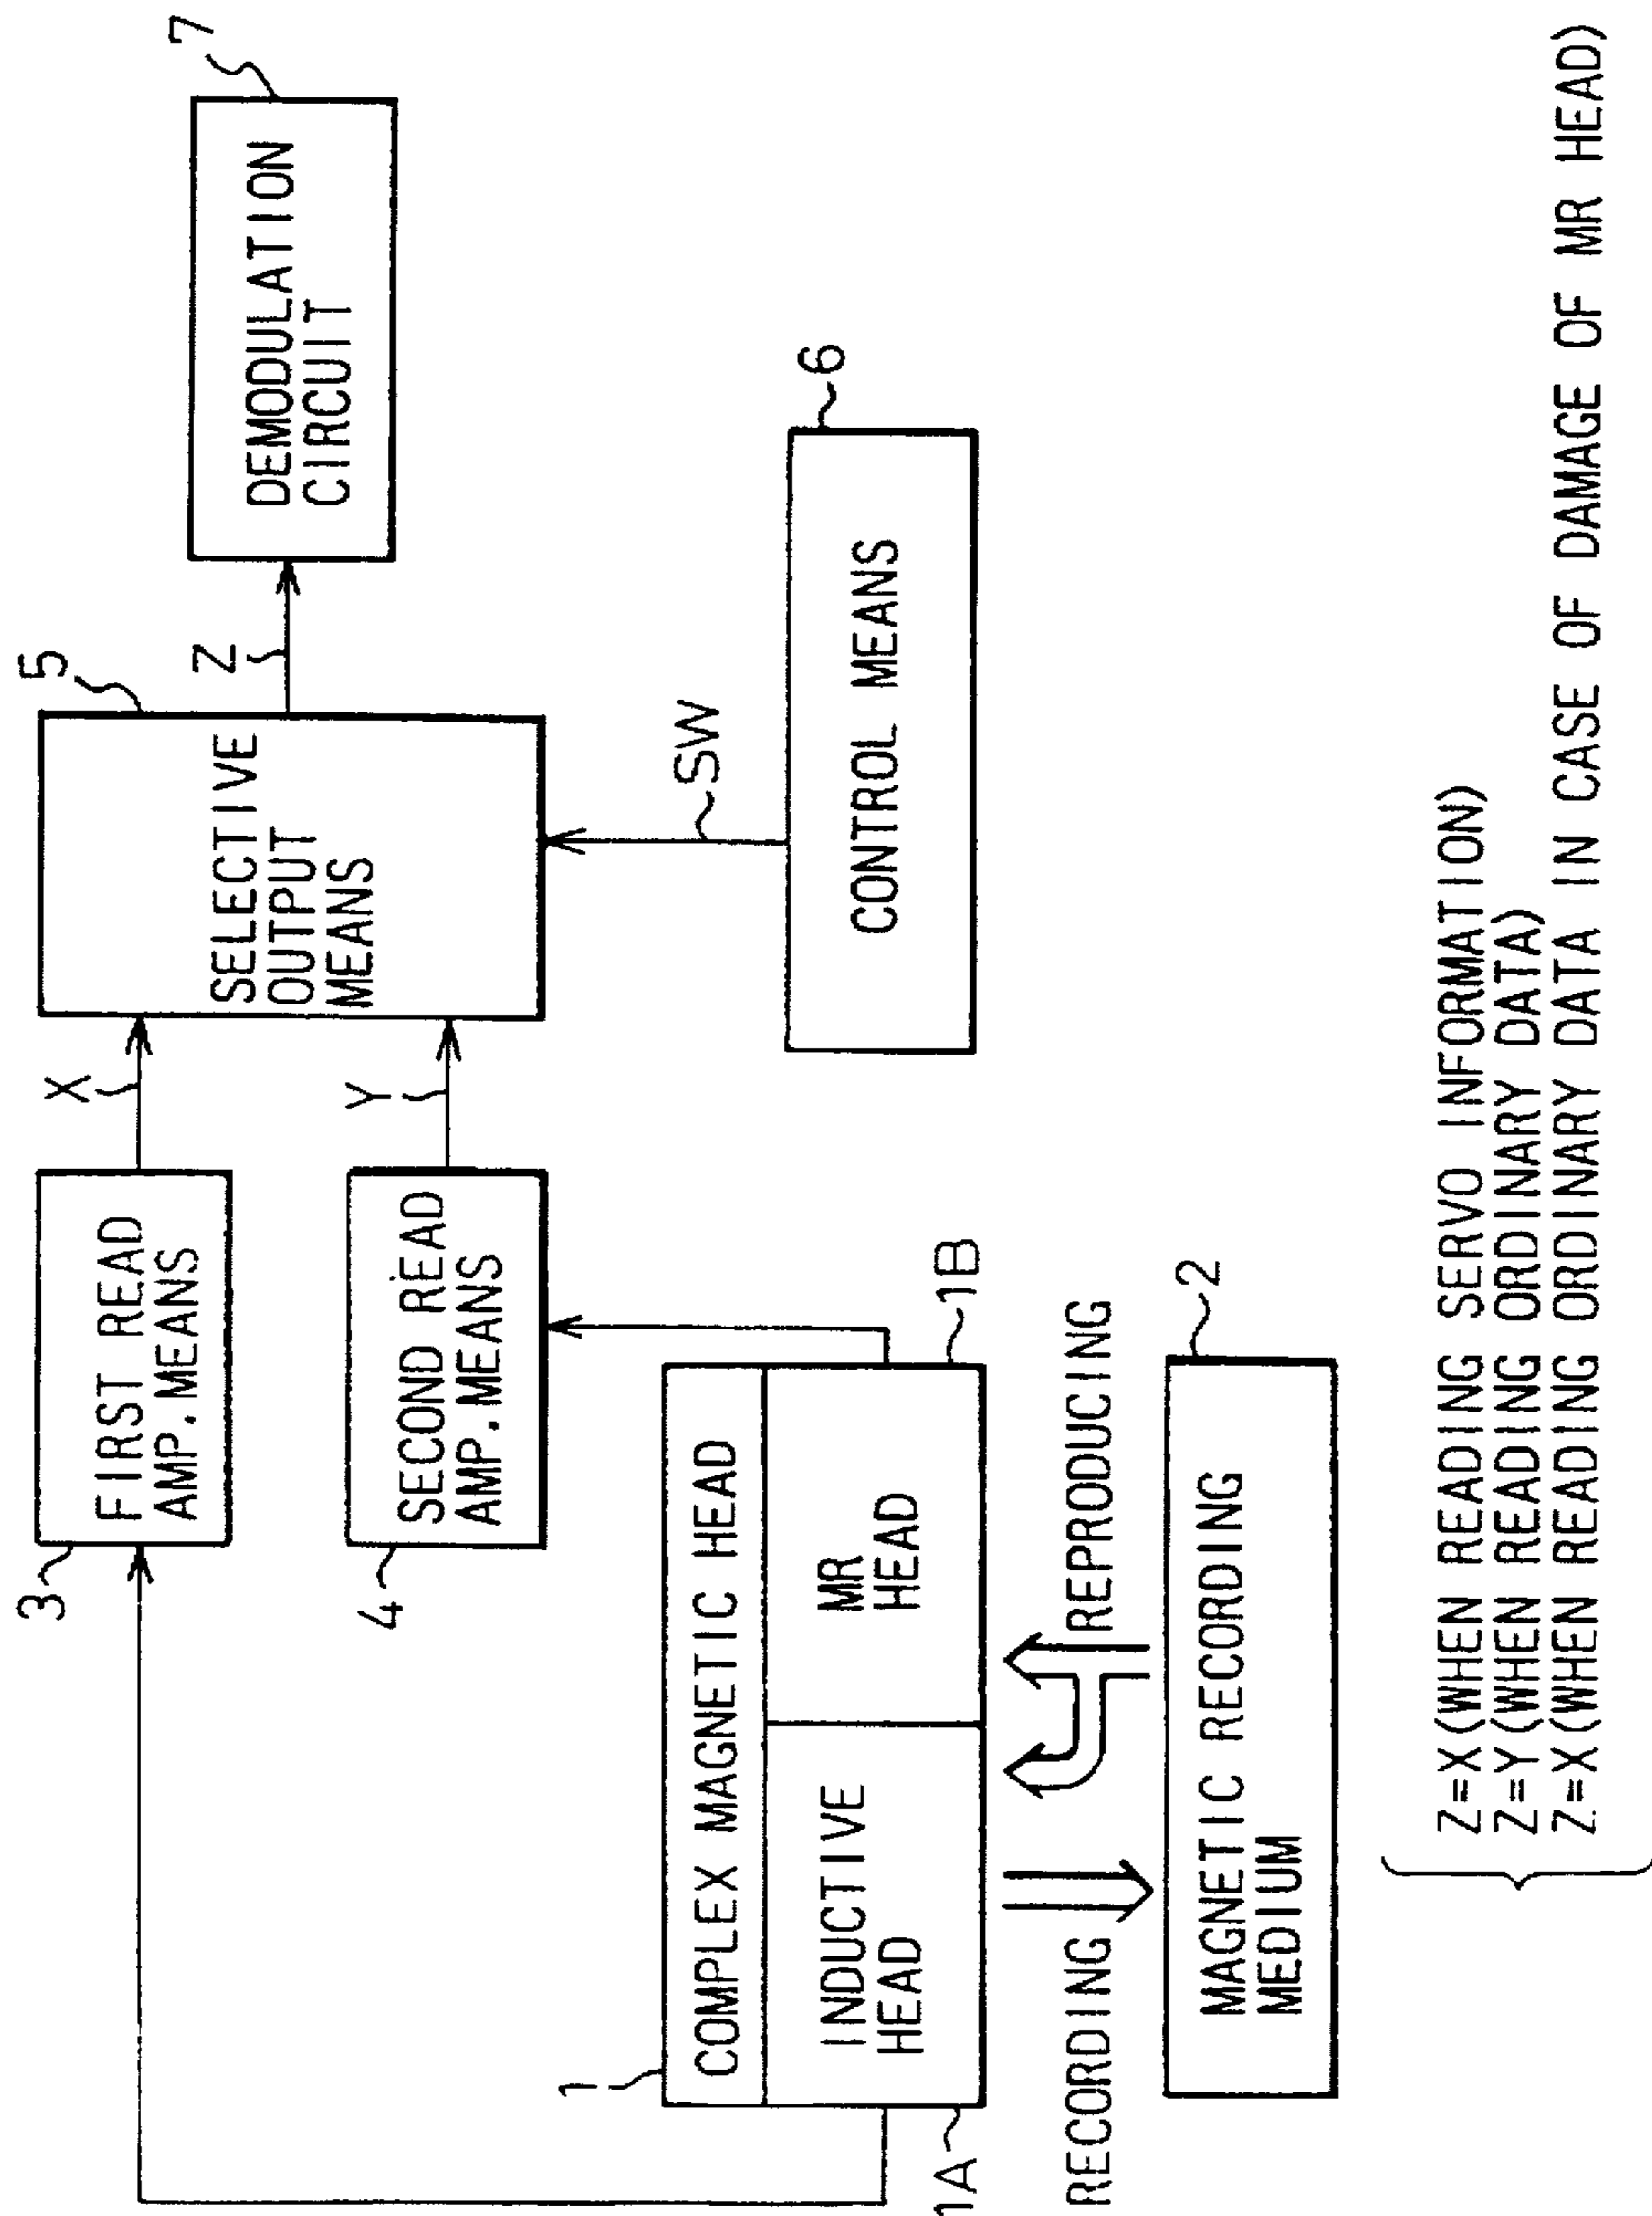 3
FIRST READ
AMP. MEANS
X
5
SELECTIVE
OUTPUT
MEANS
Z
7
DEMODULATION
CIRCUIT
4
SECOND READ
AMP. MEANS
Y
SW
6
CONTROL MEANS
1
COMPLEX MAGNETIC HEAD
INDUCTIVE
HEAD
MR
HEAD
1A
1B
RECORDING
REPRODUCING
2
MAGNETIC RECORDING
MEDIUM
Z=X(WHEN READING SERVO INFORMATION)
Z=Y(WHEN READING ORDINARY DATA)
Z=X(WHEN READING ORDINARY DATA IN CASE OF DAMAGE OF MR HEAD)